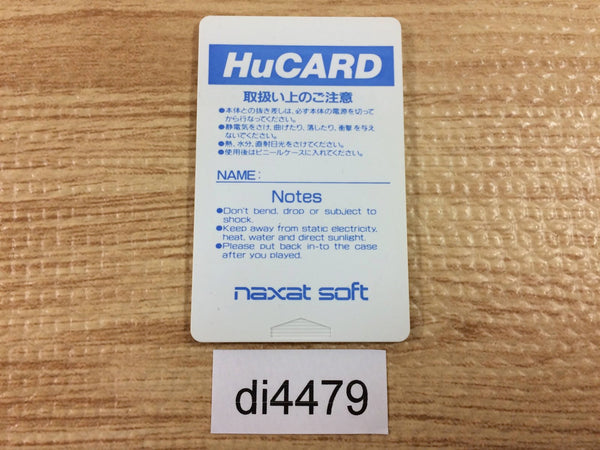 HuCARD
取扱い上のご注意
●本体との抜き差しは、必ず本体の電源を切って
から行なってください。
●静電気をさけ、曲げたり、落したり、衝撃を与え
ないでください。
●熱、水分、直射日光をさけてください。
●使用後はビニールケースに入れてください。
NAME:
Notes
●Don't bend, drop or subject to
shock.
●Keep away from static electricity,
heat, water and direct sunlight.
●Please put back in-to the case
after you played.
naxat soft
di4479